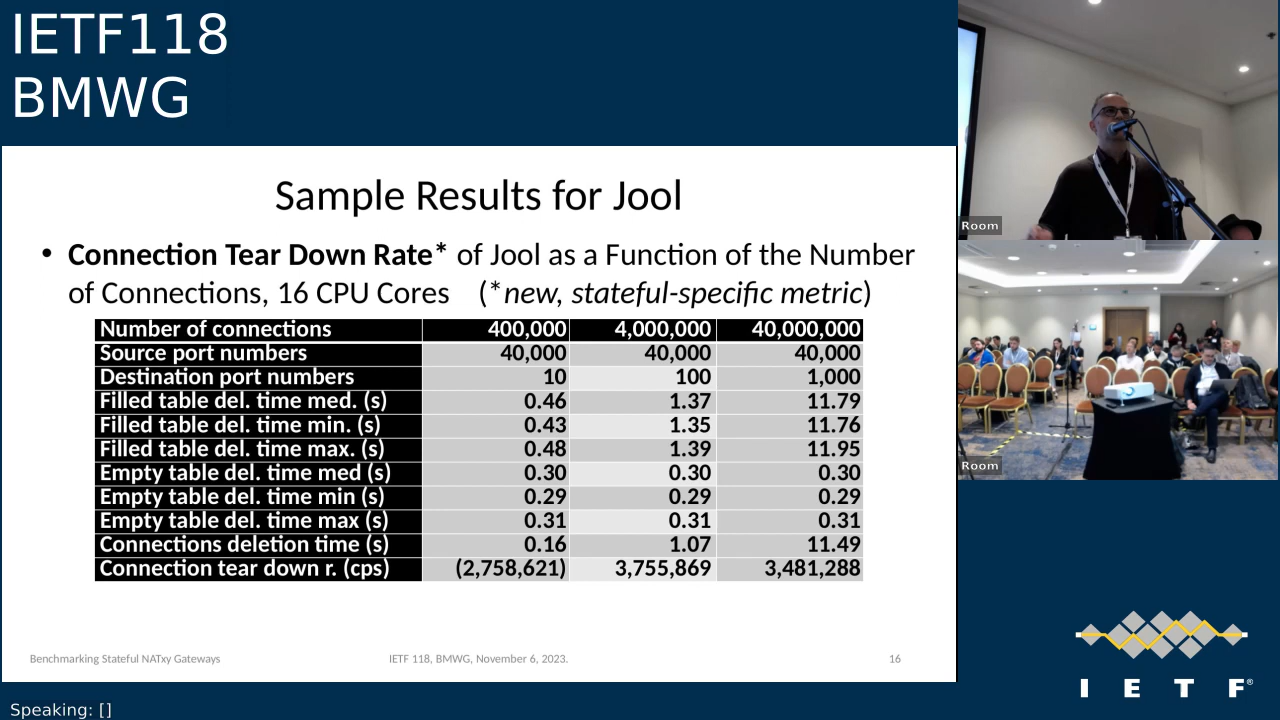 IETF118
BMWG
Sample Results for Jool
• Connection Tear Down Rate* of Jool as a Function of the Number
of Connections, 16 CPU Cores (*new, stateful-specific metric)
Number of connections 400,000 4,000,000 40,000,000
Source port numbers 40,000 40,000 40,000
Destination port numbers 10 100 1,000
Filled table del. time med. (s) 0.46 1.37 11.79
Filled table del. time min. (s) 0.43 1.35 11.76
Filled table del. time max. (s) 0.48 1.39 11.95
Empty table del. time med (s) 0.30 0.30 0.30
Empty table del. time min (s) 0.29 0.29 0.29
Empty table del. time max (s) 0.31 0.31 0.31
Connections deletion time (s) 0.16 1.07 11.49
Connection tear down r. (cps) (2,758,621) 3,755,869 3,481,288
Benchmarking Stateful NATxy Gateways IETF 118, BMWG, November 6, 2023. 16
Room
Room
I E T F®
Speaking: []